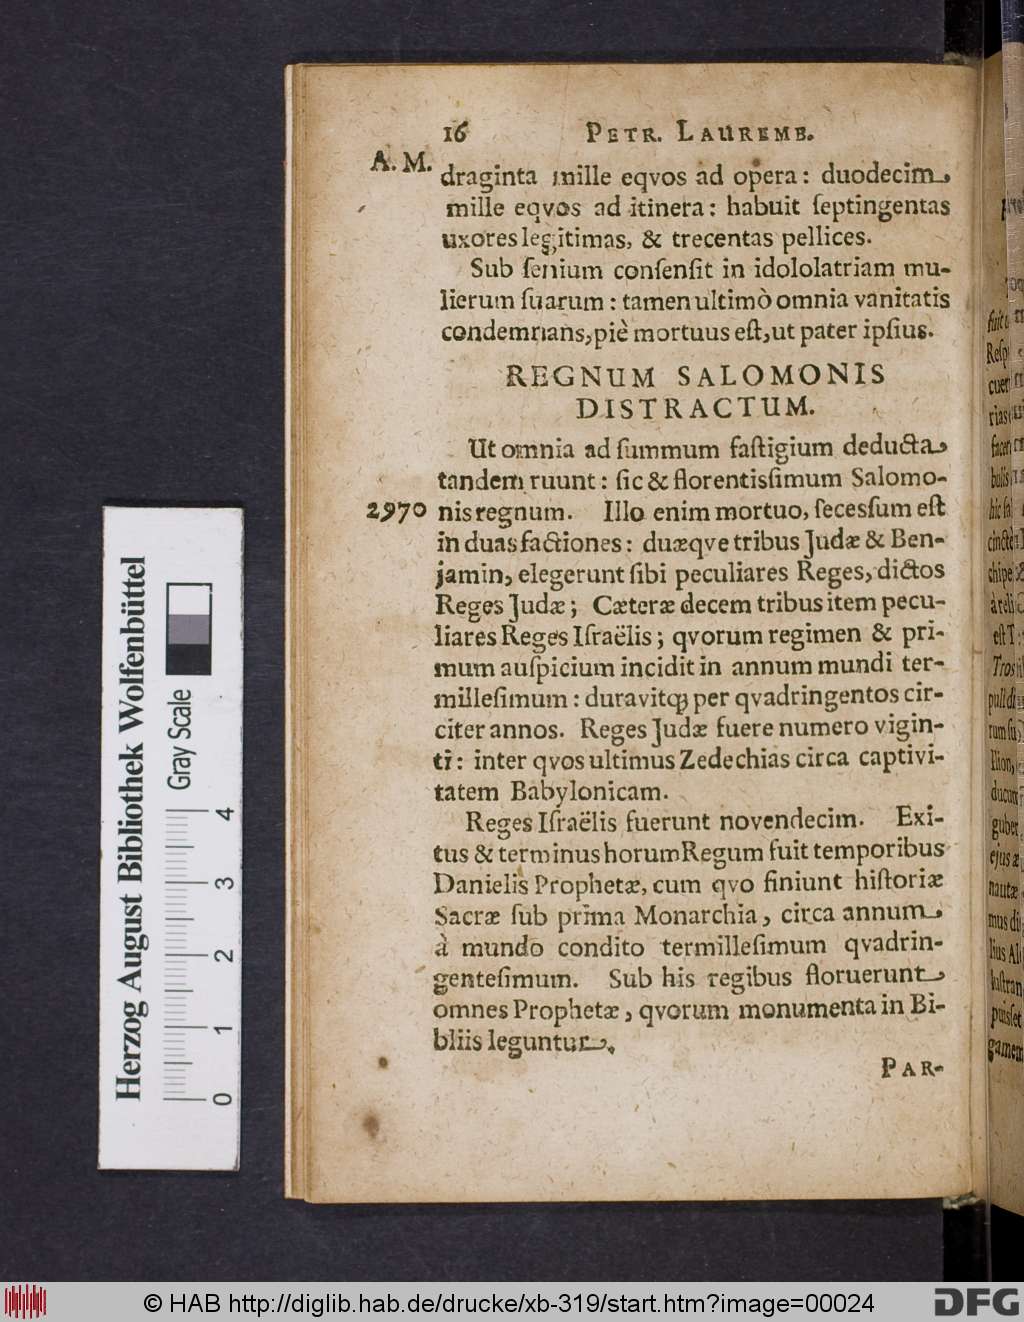 16 PETR. LAUREMB.
A. M. draginta mille eqvos ad opera: duodecim
mille eqvos ad itinera: habuit ſeptingentas
uxores legitimas, & trecentas pellices.
Sub ſenium conſenſit in idololatriam mu-
lierum ſuarum: tamen ultimò omnia vanitatis
condemnans, piè mortuus eſt, ut pater ipſius.
REGNUM SALOMONIS
DISTRACTUM.
Ut omnia ad ſummum faſtigium deducta
tandem ruunt: ſic & florentisſimum Salomo-
2970 nis regnum. Illo enim mortuo, ſecesſum eſt
in duas factiones: duæqve tribus Judæ & Ben-
jamin, elegerunt ſibi peculiares Reges, dictos
Reges Judæ; Cæteræ decem tribus item pecu-
liares Reges Iſraëlis; qvorum regimen & pri-
mum auſpicium incidit in annum mundi ter-
milleſimum: duravitq; per qvadringentos cir-
citer annos. Reges Judæ fuere numero vigin-
ti: inter qvos ultimus Zedechias circa captivi-
tatem Babylonicam.
Reges Iſraëlis fuerunt novendecim. Exi-
tus & terminus horum Regum fuit temporibus
Danielis Prophetæ, cum qvo finiunt hiſtoriæ
Sacræ ſub prima Monarchia, circa annum
à mundo condito termilleſimum qvadrin-
genteſimum. Sub his regibus floruerunt
omnes Prophetæ, qvorum monumenta in Bi-
bliis leguntur.
PAR-
Herzog August Bibliothek Wolfenbüttel
Gray Scale
0 1 2 3 4
© HAB http://diglib.hab.de/drucke/xb-319/start.htm?image=00024
DFG